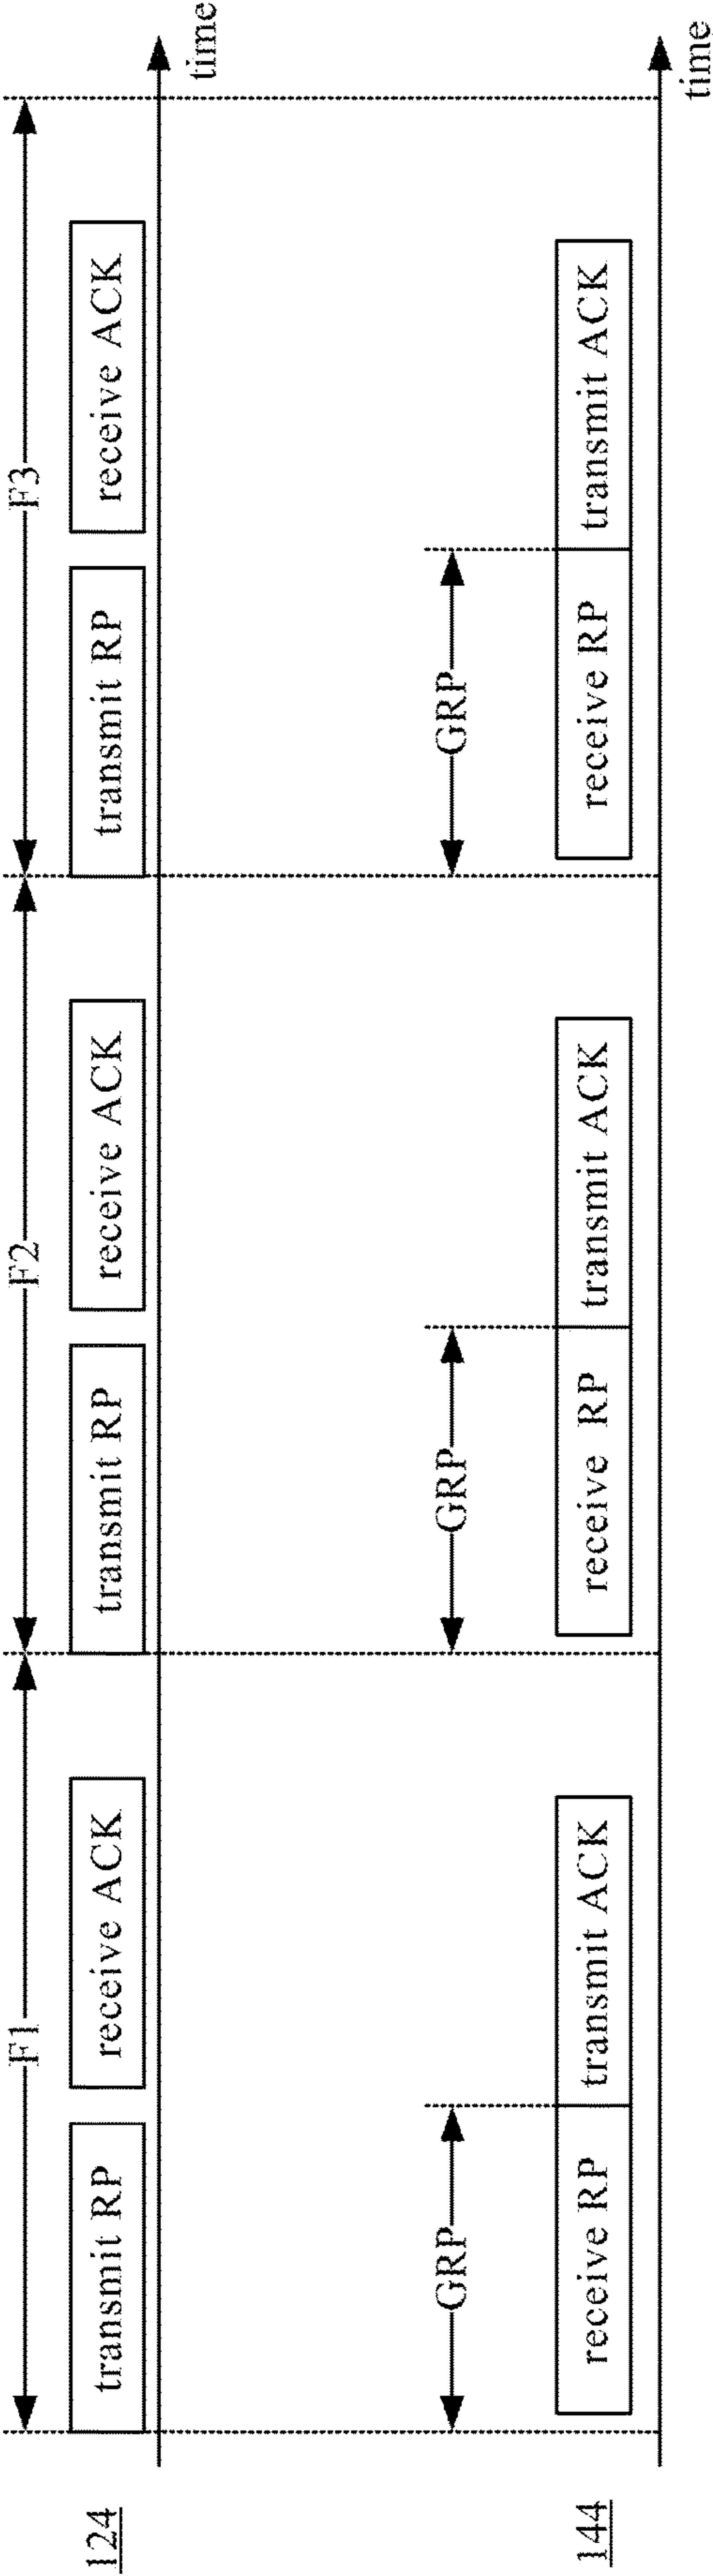 F1
F2
F3
124
transmit RP
receive ACK
transmit RP
receive ACK
transmit RP
receive ACK
time
GRP
GRP
GRP
144
receive RP
transmit ACK
receive RP
transmit ACK
receive RP
transmit ACK
time